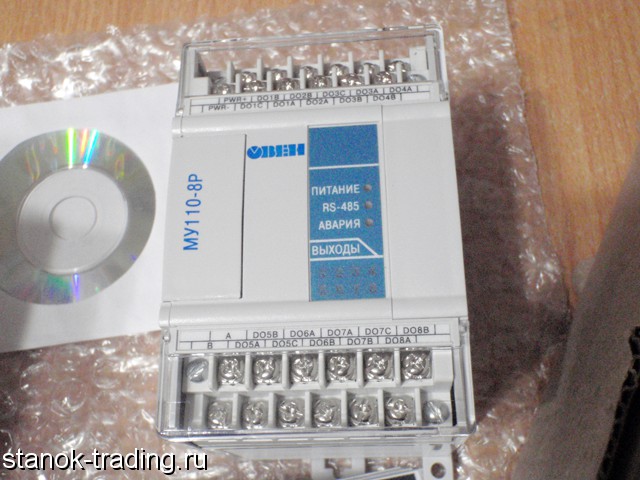 PWR+ DO1B DO2B DO3C DO3A DO4A
PWR- DO1C DO1A DO2A DO3B DO4B
ОВЕН
МУ110-8Р
ПИТАНИЕ
RS-485
АВАРИЯ
ВЫХОДЫ
A DO5B DO6A DO7A DO7C DO8B
B DO5A DO5C DO6B DO7B DO8A
stanok-trading.ru